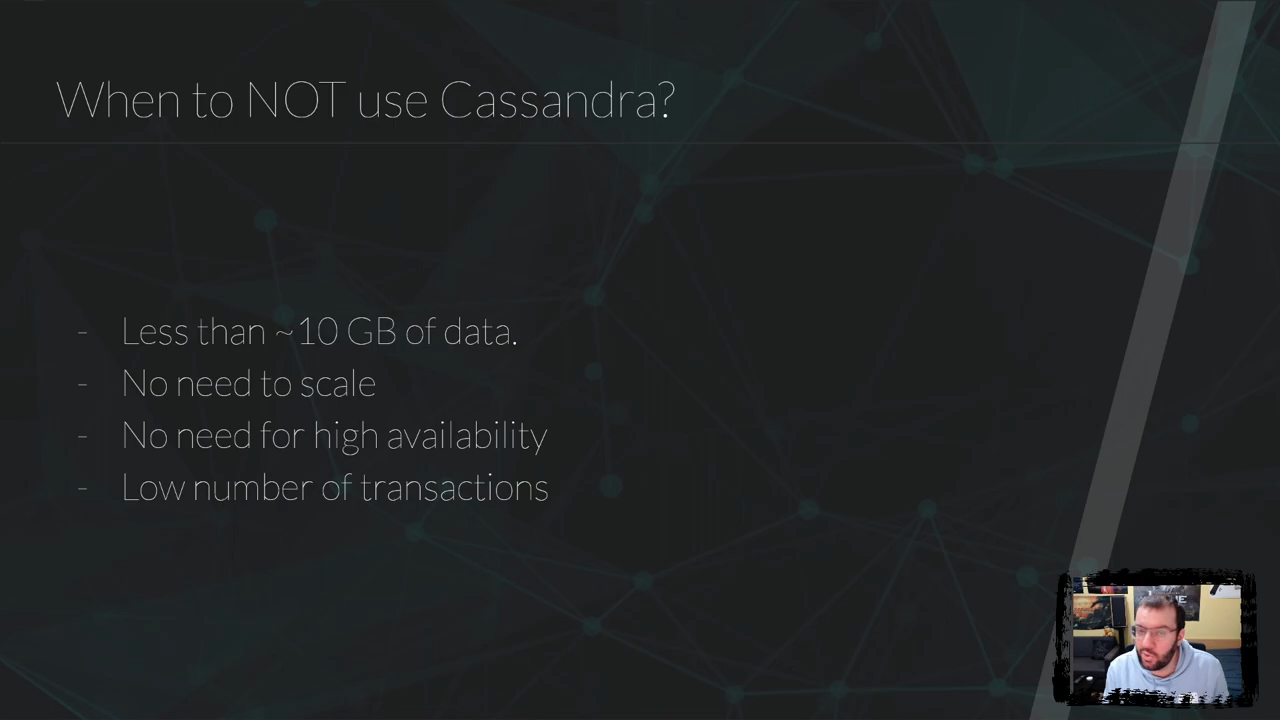 When to NOT use Cassandra?
- Less than ~10 GB of data.
- No need to scale
- No need for high availability
- Low number of transactions